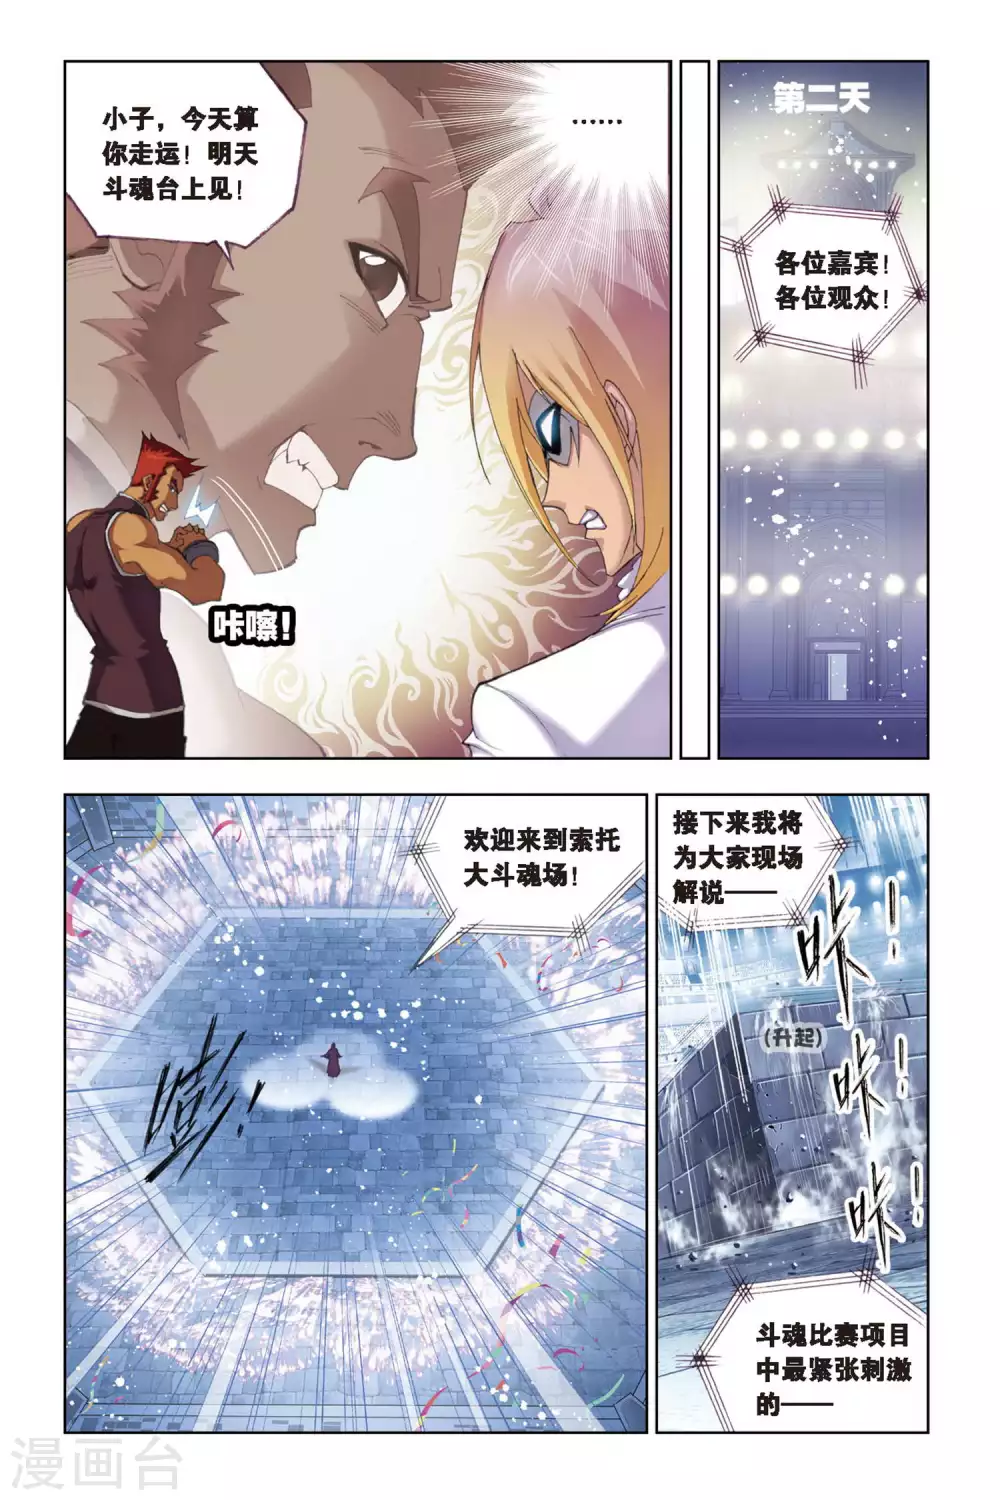 小子，今天算
你走运！明天
斗魂台上见！
……
咔嚓！
第二天
各位嘉宾！
各位观众！
欢迎来到索托
大斗魂场！
嘭！
接下来我将
为大家现场
解说——
咔！
(升起)
咔！
咔！
斗魂比赛项目
中最紧张刺激
的——
漫画台